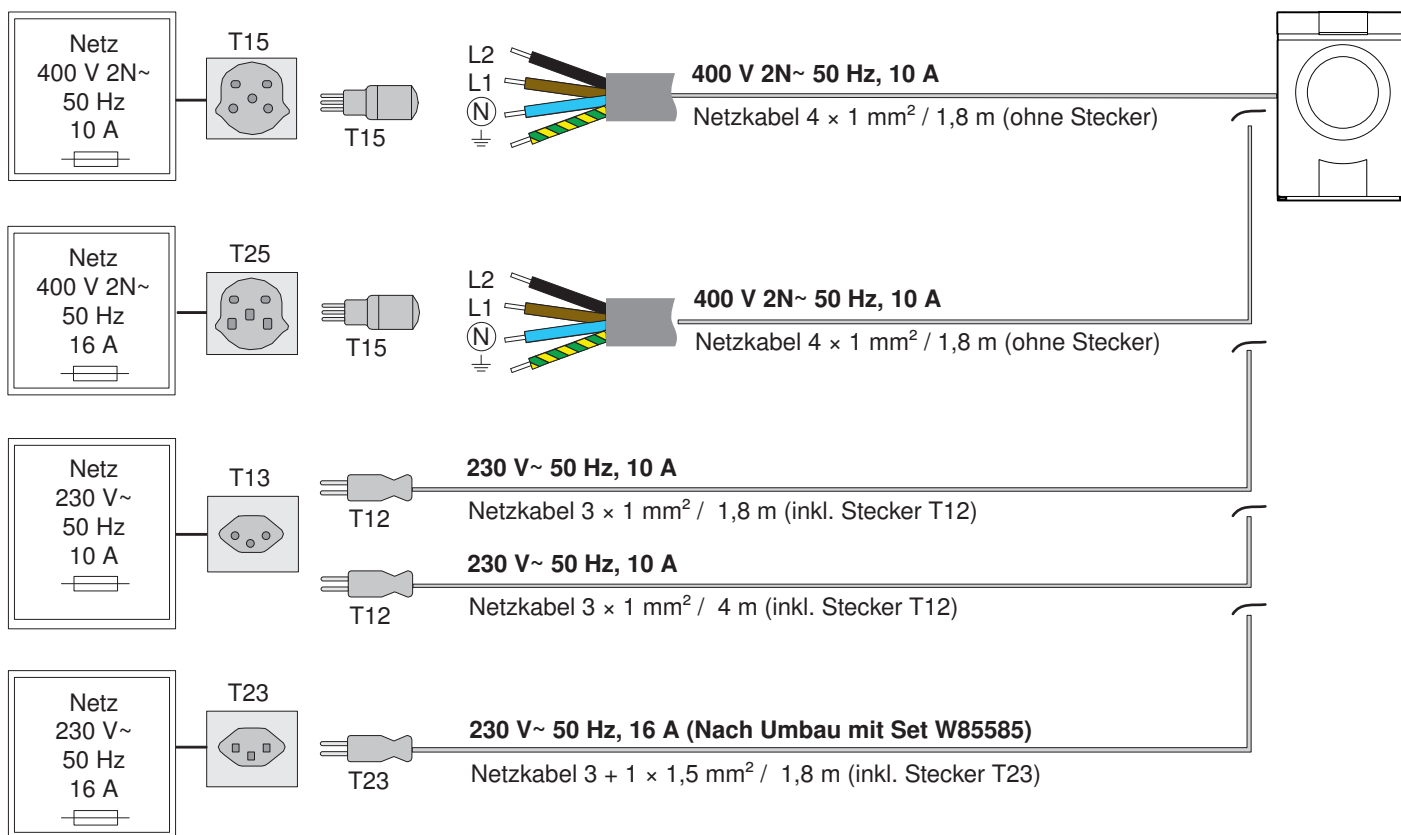 Netz
400 V 2N~
50 Hz
10 A
T15
T15
L2
L1
N
400 V 2N~ 50 Hz, 10 A
Netzkabel 4 × 1 mm² / 1,8 m (ohne Stecker)
Netz
400 V 2N~
50 Hz
16 A
T25
T15
L2
L1
N
400 V 2N~ 50 Hz, 10 A
Netzkabel 4 × 1 mm² / 1,8 m (ohne Stecker)
Netz
230 V~
50 Hz
10 A
T13
T12
230 V~ 50 Hz, 10 A
Netzkabel 3 × 1 mm² / 1,8 m (inkl. Stecker T12)
T12
230 V~ 50 Hz, 10 A
Netzkabel 3 × 1 mm² / 4 m (inkl. Stecker T12)
Netz
230 V~
50 Hz
16 A
T23
T23
230 V~ 50 Hz, 16 A (Nach Umbau mit Set W85585)
Netzkabel 3 + 1 × 1,5 mm² / 1,8 m (inkl. Stecker T23)